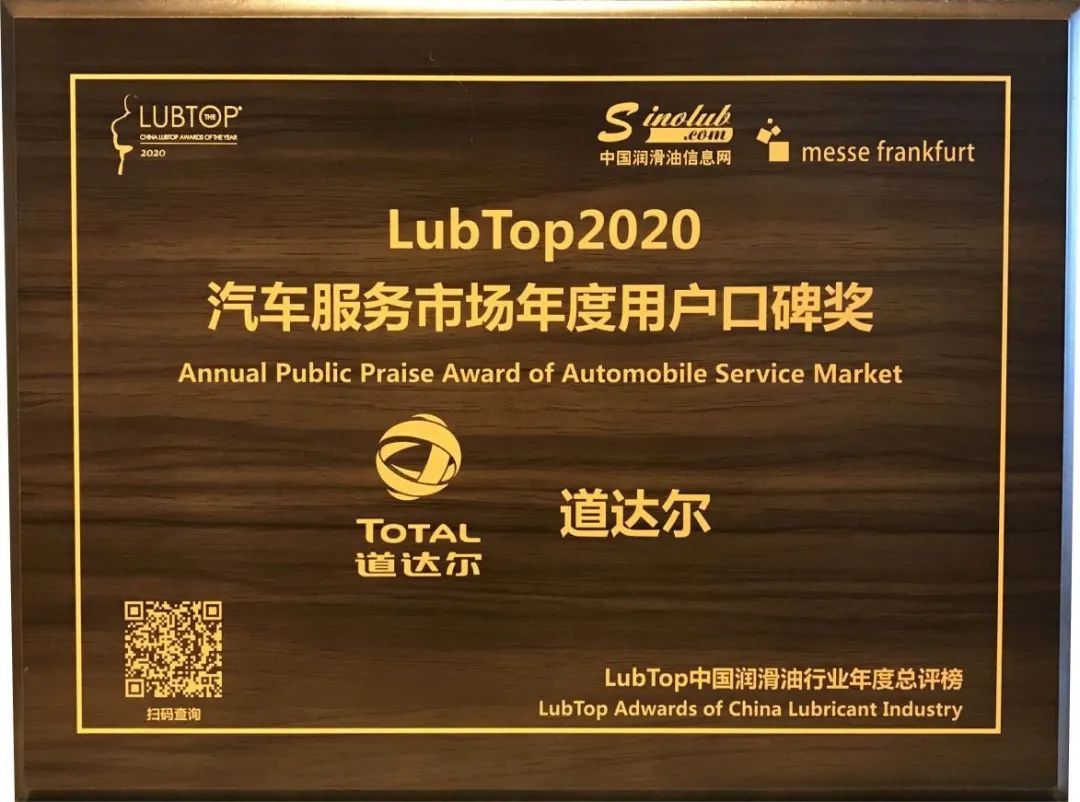 LUBTOP
THE
CHINA LUBTOP AWARDS OF THE YEAR
2020
Sinolub
.com
中国润滑油信息网
messe frankfurt
LubTop2020
汽车服务市场年度用户口碑奖
Annual Public Praise Award of Automobile Service Market
TOTAL
道达尔
道达尔
扫码查询
LubTop中国润滑油行业年度总评榜
LubTop Adwards of China Lubricant Industry